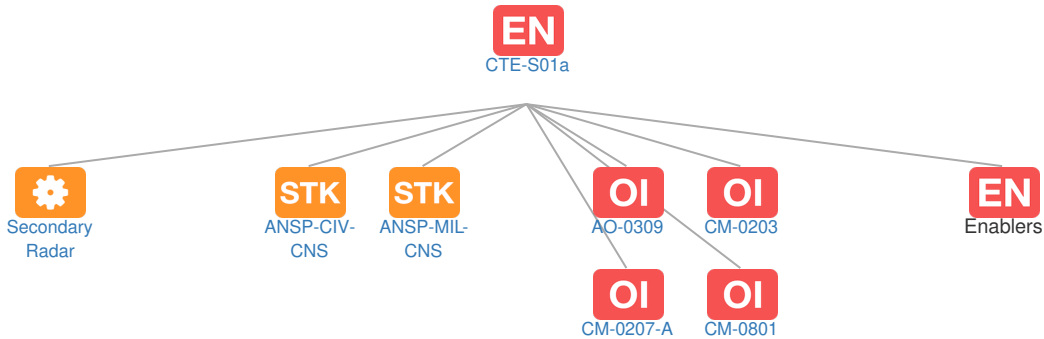 EN
CTE-S01a
STK
STK
OI
OI
EN
Secondary
Radar
ANSP-CIV-
CNS
ANSP-MIL-
CNS
AO-0309
CM-0203
Enablers
OI
OI
CM-0207-A
CM-0801